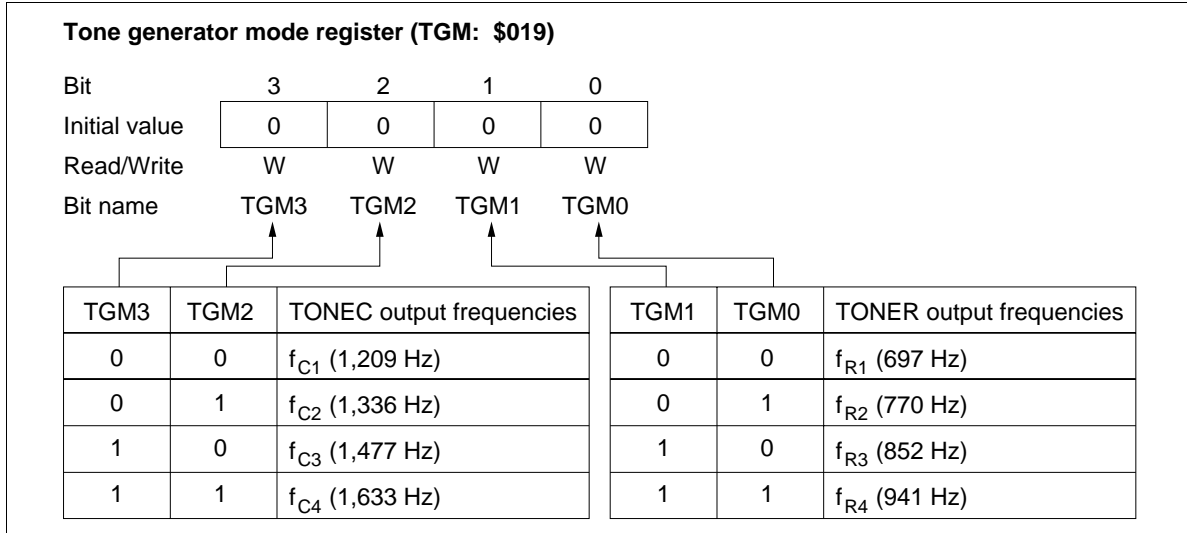 Tone generator mode register (TGM: $019)
Bit 3 2 1 0
Initial value 0 0 0 0
Read/Write W W W W
Bit name TGM3 TGM2 TGM1 TGM0
TGM3 TGM2 TONEC output frequencies
0 0 fC1 (1,209 Hz)
0 1 fC2 (1,336 Hz)
1 0 fC3 (1,477 Hz)
1 1 fC4 (1,633 Hz)
TGM1 TGM0 TONER output frequencies
0 0 fR1 (697 Hz)
0 1 fR2 (770 Hz)
1 0 fR3 (852 Hz)
1 1 fR4 (941 Hz)